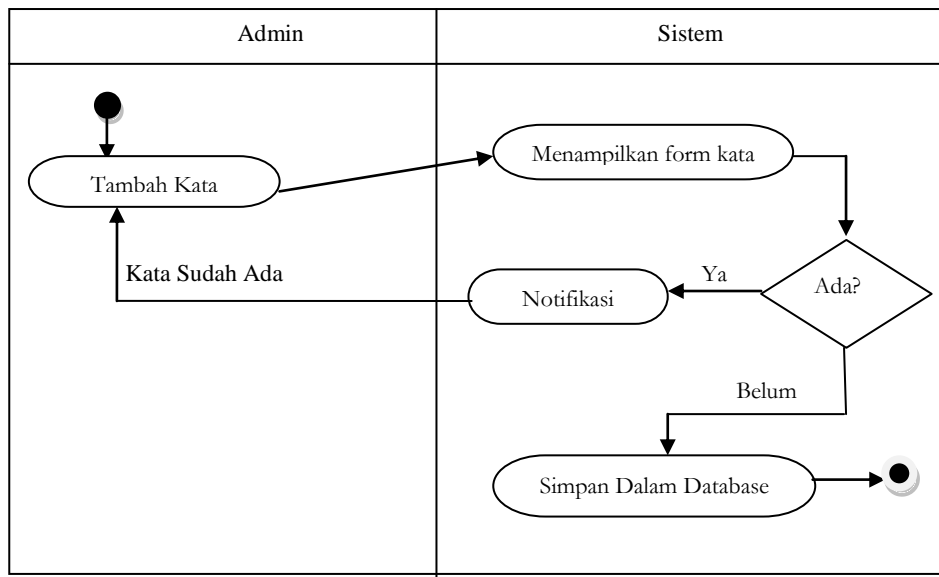 Admin
Sistem
Menampilkan form kata
Tambah Kata
Kata Sudah Ada
Notifikasi
Ya
Ada?
Belum
Simpan Dalam Database